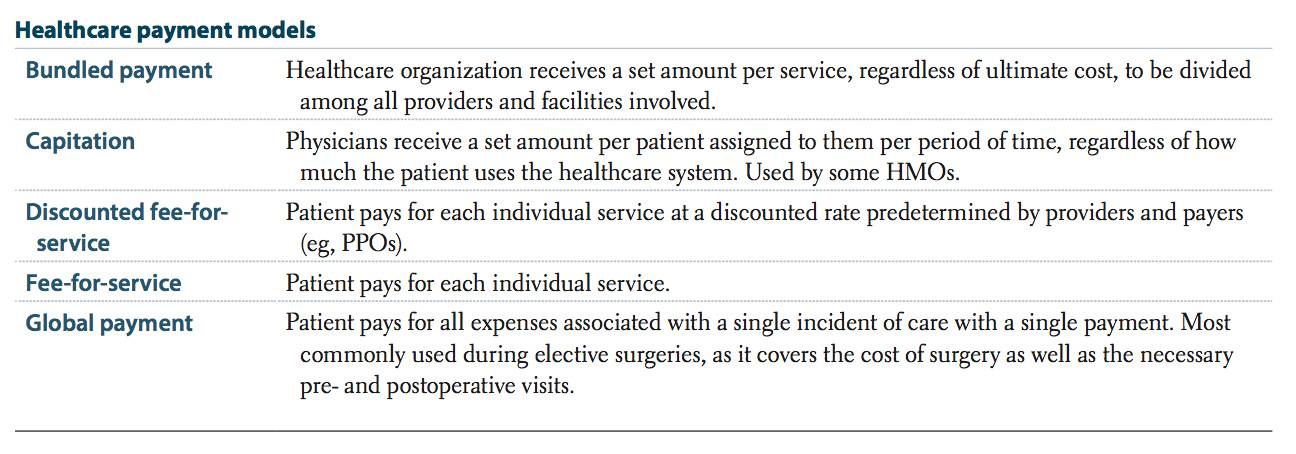 Healthcare payment models
Bundled payment Healthcare organization receives a set amount per service, regardless of ultimate cost, to be divided
among all providers and facilities involved.
Capitation Physicians receive a set amount per patient assigned to them per period of time, regardless of how
much the patient uses the healthcare system. Used by some HMOs.
Discounted fee-for- Patient pays for each individual service at a discounted rate predetermined by providers and payers
service (eg, PPOs).
Fee-for-service Patient pays for each individual service.
Global payment Patient pays for all expenses associated with a single incident of care with a single payment. Most
commonly used during elective surgeries, as it covers the cost of surgery as well as the necessary
pre- and postoperative visits.